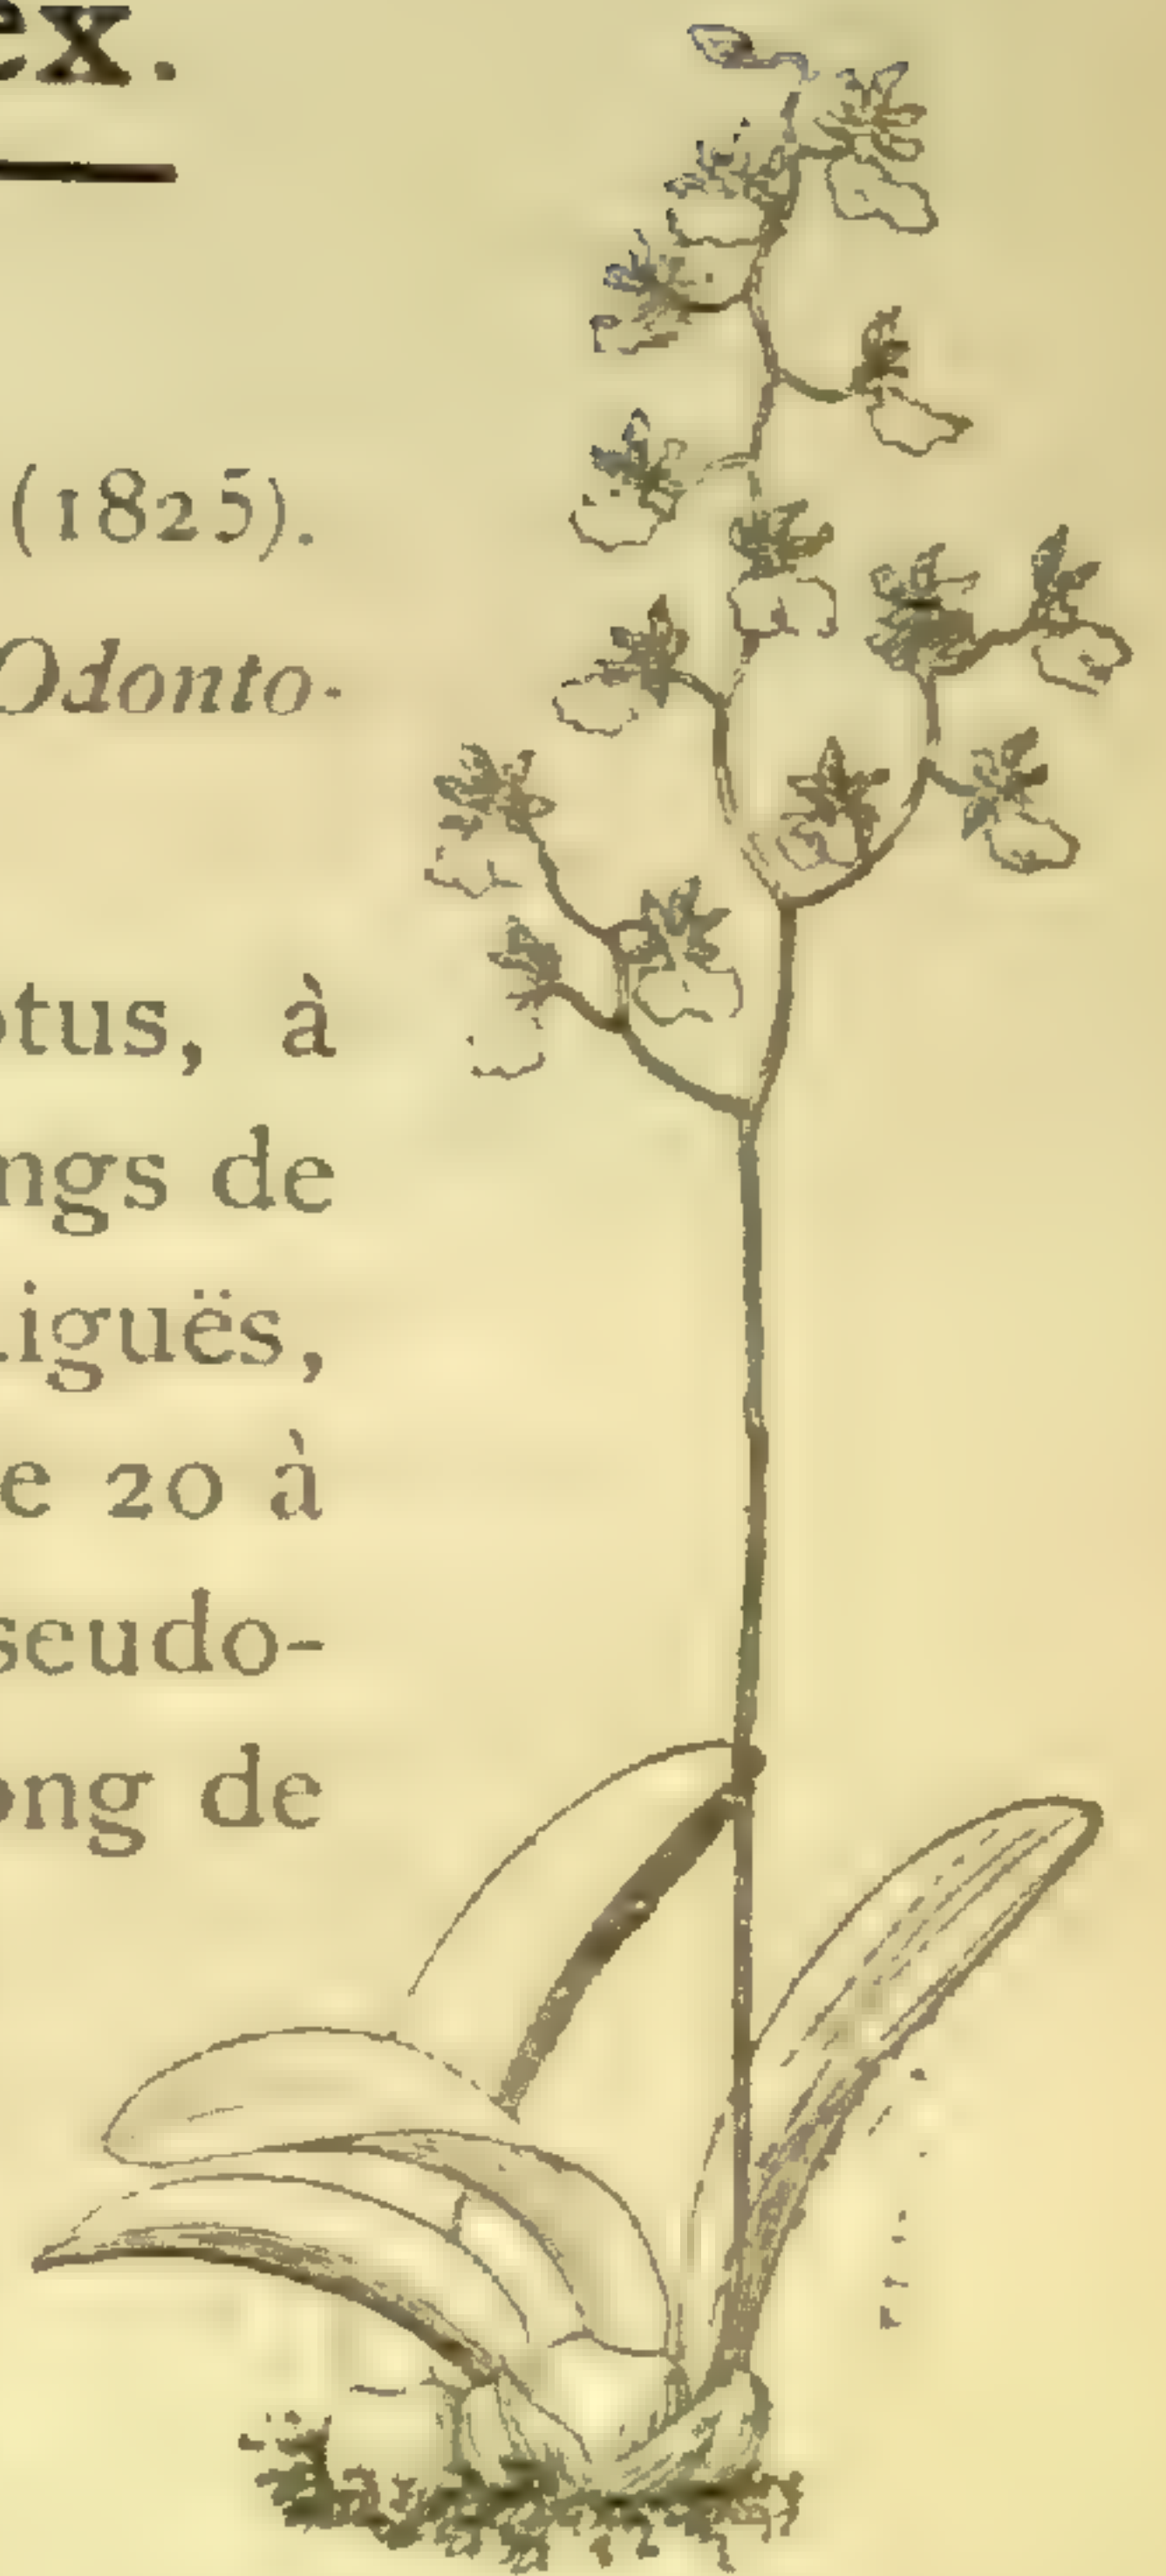 ex.
(1825).
Odonto-
otus, à
ngs de
iguës,
e 20 à
seudo-
ong de